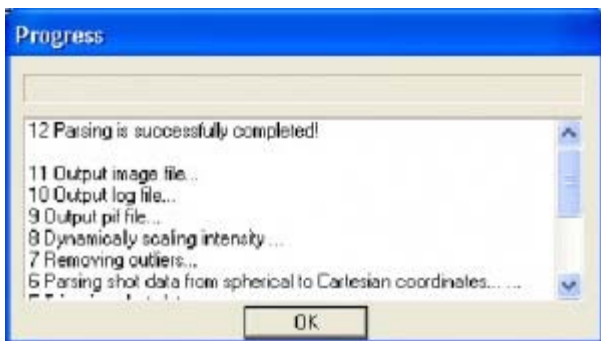 Progress
12 Parsing is successfully completed!
11 Output image file...
10 Output log file...
9 Output pif file...
8 Dynamicaly scaling intensity ...
7 Removing outliers...
6 Parsing shot data from spherical to Cartesian coordinates... ...
OK